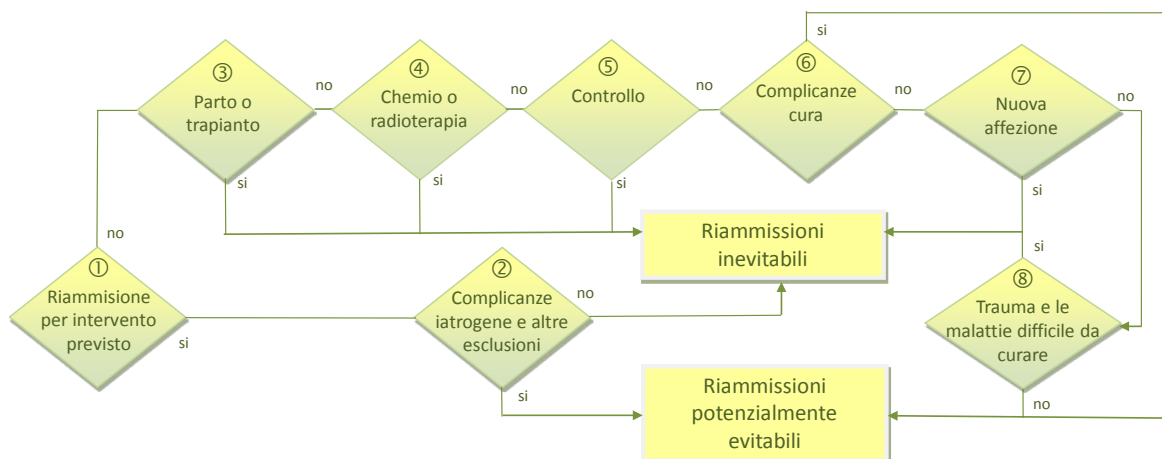 si
③
Parto o
trapianto
no
④
Chemio o
radioterapia
no
⑤
Controllo
no
⑥
Complicanze
cura
no
⑦
Nuova
affezione
no
si
si
si
si
no
Riammissioni
inevitabili
si
①
Riammisione
per intervento
previsto
si
②
Complicanze
iatrogene e altre
esclusioni
no
si
⑧
Trauma e le
malattie difficile da
curare
no
Riammissioni
potenzialmente
evitabili